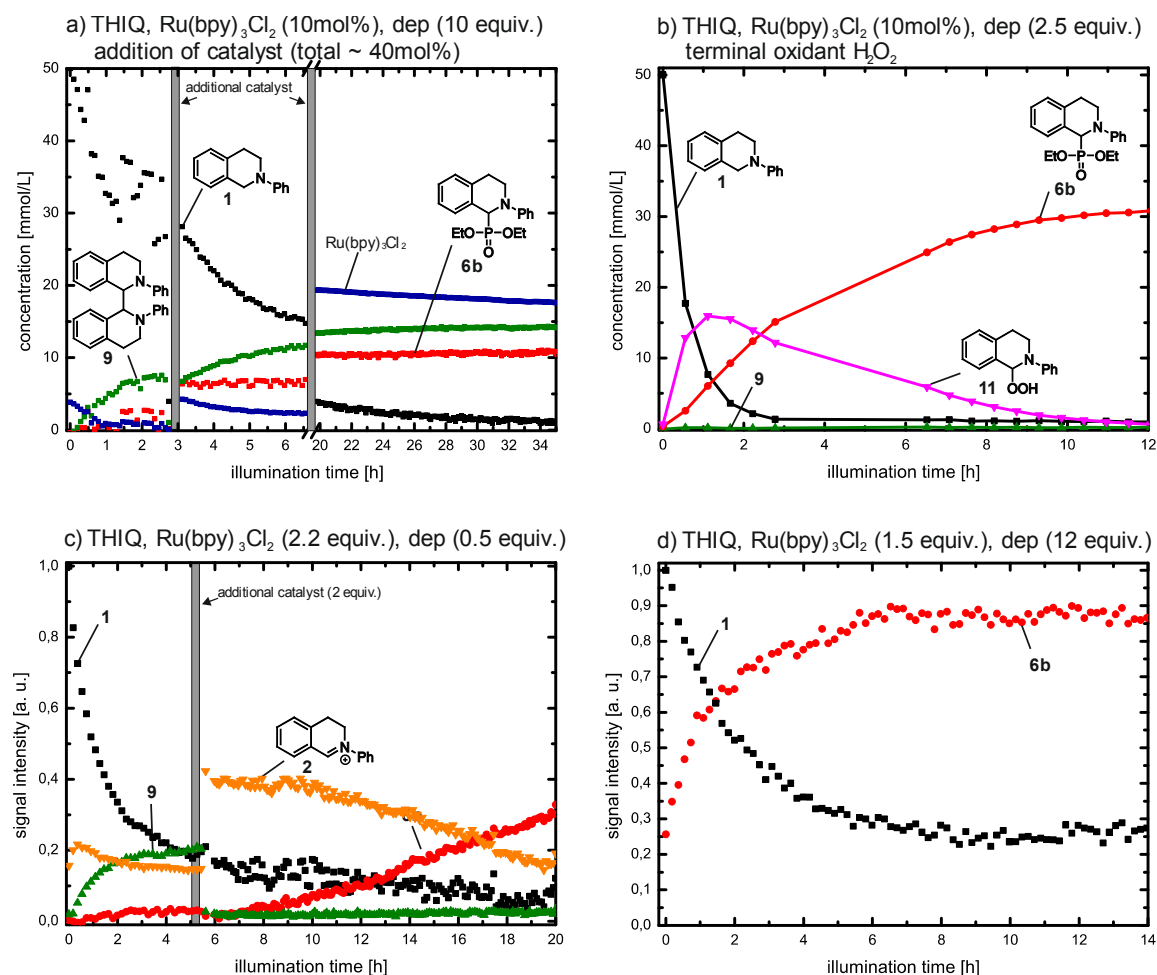 a) THIQ, Ru(bpy)₃Cl₂ (10mol%), dep (10 equiv.)
addition of catalyst (total ~ 40mol%)
additional catalyst
concentration [mmol/L]
50
40
30
20
10
0
N
Ph
1
N
Ph
EtO
P
OEt
O
6b
Ru(bpy)₃Cl₂
N
Ph
N
Ph
9
0 1 2 3 4 5 6 20 25 30 35
illumination time [h]
b) THIQ, Ru(bpy)₃Cl₂ (10mol%), dep (2.5 equiv.)
terminal oxidant H₂O₂
concentration [mmol/L]
50
40
30
20
10
0
N
Ph
1
N
Ph
EtO
P
OEt
O
6b
N
Ph
OOH
11
9
0 2 4 6 8 10 12
illumination time [h]
c) THIQ, Ru(bpy)₃Cl₂ (2.2 equiv.), dep (0.5 equiv.)
additional catalyst (2 equiv.)
signal intensity [a. u.]
1,0
0,8
0,6
0,4
0,2
0,0
1
9
N
⊕
Ph
2
0 2 4 6 8 10 12 14 16 18 20
illumination time [h]
d) THIQ, Ru(bpy)₃Cl₂ (1.5 equiv.), dep (12 equiv.)
signal intensity [a. u.]
1,0
0,9
0,8
0,7
0,6
0,5
0,4
0,3
0,2
0,1
0,0
1
6b
0 2 4 6 8 10 12 14
illumination time [h]